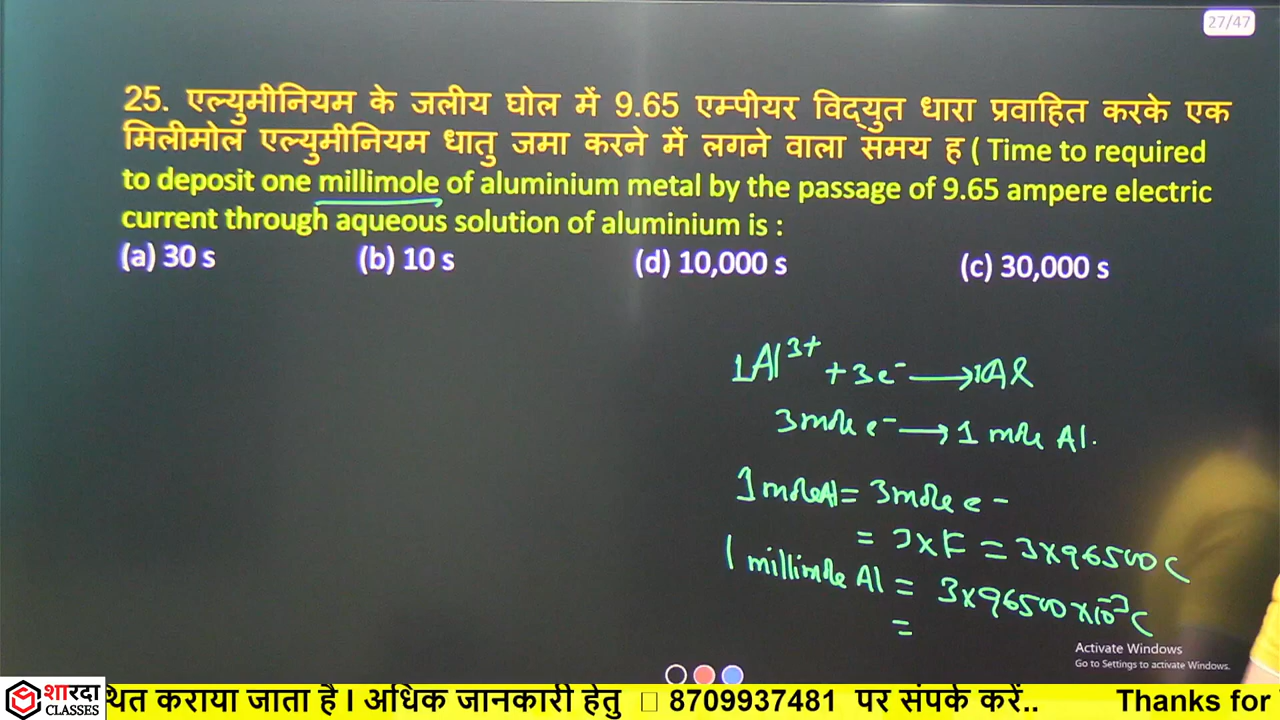 27/47
25. एल्युमीनियम के जलीय घोल में 9.65 एम्पीयर विद्युत धारा प्रवाहित करके एक
मिलीमोल एल्युमीनियम धातु जमा करने में लगने वाला समय ह ( Time to required
to deposit one millimole of aluminium metal by the passage of 9.65 ampere electric
current through aqueous solution of aluminium is :
(a) 30 s (b) 10 s (d) 10,000 s (c) 30,000 s
1Al³⁺ + 3e⁻ ⟶ 1Al
3 mole e⁻ ⟶ 1 mole Al.
1 mole Al = 3 mole e⁻
= 3×F = 3×96500 C
1 millimole Al = 3×96500×10⁻³ C
=
Activate Windows
Go to Settings to activate Windows.
शारदा
CLASSES
थित कराया जाता है । अधिक जानकारी हेतु 8709937481 पर संपर्क करें.. Thanks for